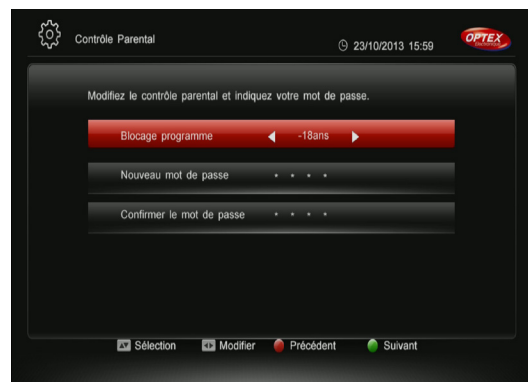 Contrôle Parental
23/10/2013 15:59
OPTEX
Modifiez le contrôle parental et indiquez votre mot de passe.
Blocage programme -18ans
Nouveau mot de passe * * * *
Confirmer le mot de passe * * * *
Sélection Modifier Précédent Suivant